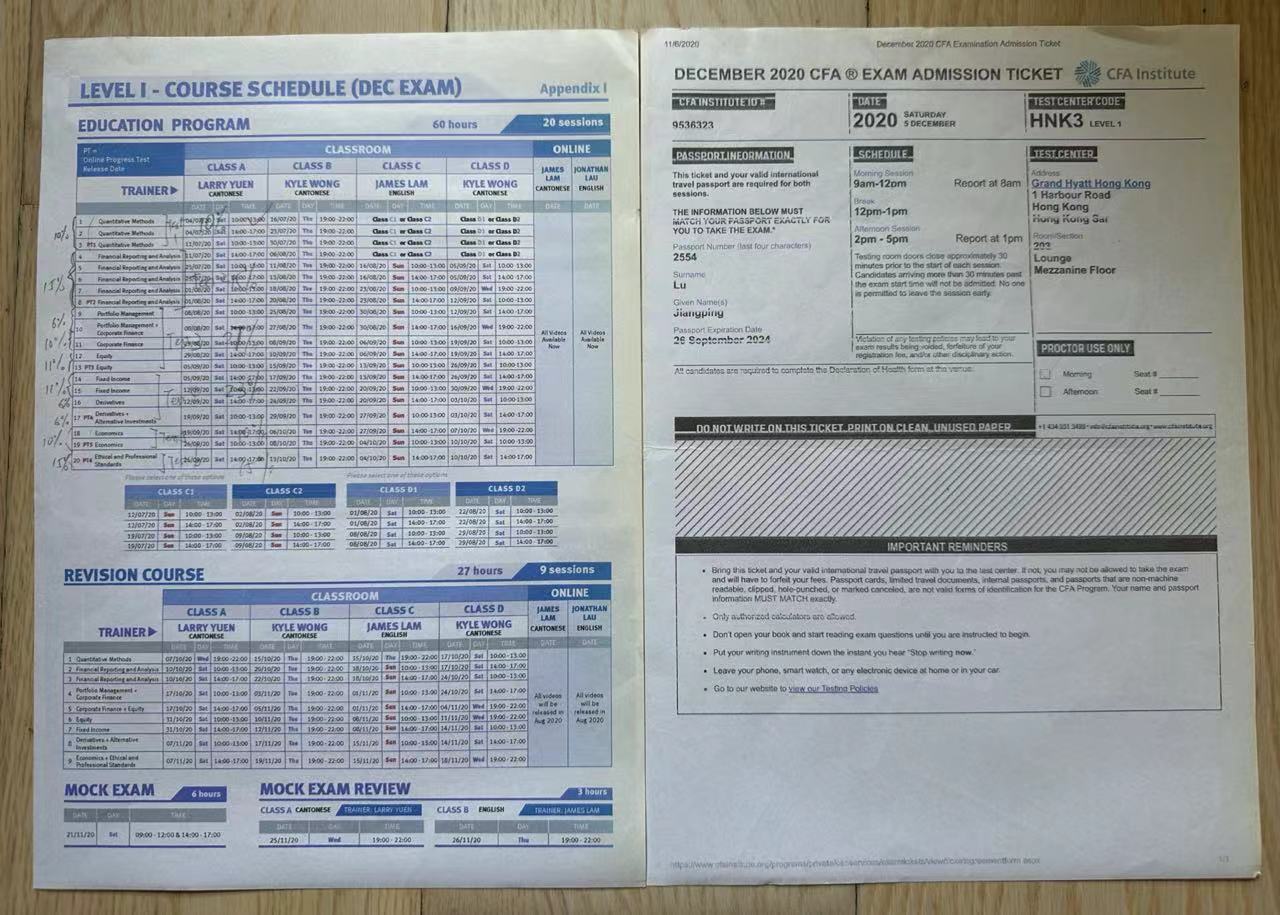 LEVEL I - COURSE SCHEDULE (DEC EXAM) Appendix I
EDUCATION PROGRAM 60 hours 20 sessions
PT =
Online Progress Test
Release Date
CLASSROOM ONLINE
CLASS A CLASS B CLASS C CLASS D JAMES LAM CANTONESE JONATHAN LAU ENGLISH
TRAINER LARRY YUEN CANTONESE KYLE WONG CANTONESE JAMES LAM ENGLISH KYLE WONG CANTONESE
DATE DAY TIME DATE DAY TIME DATE DAY TIME DATE DAY TIME DATE DATE
1 Quantitative Methods 04/07/20 Sat 10:00-13:00 16/07/20 Thu 19:00-22:00 Class C1 or Class C2 Class D1 or Class D2
10% 2 Quantitative Methods 04/07/20 Sat 14:00-17:00 23/07/20 Thu 19:00-22:00 Class C1 or Class C2 Class D1 or Class D2
3 PT1 Quantitative Methods 11/07/20 Sat 10:00-13:00 30/07/20 Thu 19:00-22:00 Class C1 or Class C2 Class D1 or Class D2
4 Financial Reporting and Analysis 11/07/20 Sat 14:00-17:00 06/08/20 Thu 19:00-22:00 Class C1 or Class C2 Class D1 or Class D2
5 Financial Reporting and Analysis 25/07/20 Sat 10:00-13:00 11/08/20 Tue 19:00-22:00 16/08/20 Sun 10:00-13:00 05/09/20 Sat 10:00-13:00
15% 6 Financial Reporting and Analysis 25/07/20 Sat 14:00-17:00 13/08/20 Thu 19:00-22:00 16/08/20 Sun 14:00-17:00 05/09/20 Sat 14:00-17:00
7 Financial Reporting and Analysis 01/08/20 Sat 10:00-13:00 18/08/20 Tue 19:00-22:00 23/08/20 Sun 10:00-13:00 09/09/20 Wed 19:00-22:00
8 PT2 Financial Reporting and Analysis 01/08/20 Sat 14:00-17:00 20/08/20 Thu 19:00-22:00 23/08/20 Sun 14:00-17:00 12/09/20 Sat 10:00-13:00
6% 9 Portfolio Management 08/08/20 Sat 10:00-13:00 25/08/20 Tue 19:00-22:00 30/08/20 Sun 10:00-13:00 12/09/20 Sat 14:00-17:00
10 Portfolio Management + Corporate Finance 08/08/20 Sat 14:00-17:00 27/08/20 Thu 19:00-22:00 30/08/20 Sun 14:00-17:00 16/09/20 Wed 19:00-22:00
10% 11 Corporate Finance 29/08/20 Sat 10:00-13:00 08/09/20 Tue 19:00-22:00 06/09/20 Sun 10:00-13:00 19/09/20 Sat 10:00-13:00
12 Equity 29/08/20 Sat 14:00-17:00 10/09/20 Thu 19:00-22:00 06/09/20 Sun 14:00-17:00 19/09/20 Sat 14:00-17:00
11% 13 PT3 Equity 05/09/20 Sat 10:00-13:00 15/09/20 Tue 19:00-22:00 13/09/20 Sun 10:00-13:00 26/09/20 Sat 10:00-13:00
14 Fixed Income 05/09/20 Sat 14:00-17:00 17/09/20 Thu 19:00-22:00 13/09/20 Sun 14:00-17:00 26/09/20 Sat 14:00-17:00
11% 15 Fixed Income 12/09/20 Sat 10:00-13:00 22/09/20 Tue 19:00-22:00 20/09/20 Sun 10:00-13:00 30/09/20 Wed 19:00-22:00
6% 16 Derivatives 12/09/20 Sat 14:00-17:00 24/09/20 Thu 19:00-22:00 20/09/20 Sun 14:00-17:00 03/10/20 Sat 10:00-13:00
6% 17 PT4 Derivatives + Alternative Investments 19/09/20 Sat 10:00-13:00 29/09/20 Tue 19:00-22:00 27/09/20 Sun 10:00-13:00 03/10/20 Sat 14:00-17:00
18 Economics 19/09/20 Sat 14:00-17:00 06/10/20 Tue 19:00-22:00 27/09/20 Sun 14:00-17:00 07/10/20 Wed 19:00-22:00
10% 19 PT5 Economics 26/09/20 Sat 10:00-13:00 08/10/20 Thu 19:00-22:00 04/10/20 Sun 10:00-13:00 10/10/20 Sat 10:00-13:00
15% 20 PT6 Ethical and Professional Standards 26/09/20 Sat 14:00-17:00 13/10/20 Tue 19:00-22:00 04/10/20 Sun 14:00-17:00 10/10/20 Sat 14:00-17:00
All Videos Available Now All Videos Available Now
Please select one of these options Please select one of these options
CLASS C1 CLASS C2 CLASS D1 CLASS D2
DATE DAY TIME DATE DAY TIME DATE DAY TIME DATE DAY TIME
12/07/20 Sun 10:00-13:00 02/08/20 Sun 10:00-13:00 01/08/20 Sat 10:00-13:00 22/08/20 Sat 10:00-13:00
12/07/20 Sun 14:00-17:00 02/08/20 Sun 14:00-17:00 01/08/20 Sat 14:00-17:00 22/08/20 Sat 14:00-17:00
19/07/20 Sun 10:00-13:00 09/08/20 Sun 10:00-13:00 08/08/20 Sat 10:00-13:00 29/08/20 Sat 10:00-13:00
19/07/20 Sun 14:00-17:00 09/08/20 Sun 14:00-17:00 08/08/20 Sat 14:00-17:00 29/08/20 Sat 14:00-17:00
REVISION COURSE 27 hours 9 sessions
CLASSROOM ONLINE
CLASS A CLASS B CLASS C CLASS D JAMES LAM CANTONESE JONATHAN LAU ENGLISH
TRAINER LARRY YUEN CANTONESE KYLE WONG CANTONESE JAMES LAM ENGLISH KYLE WONG CANTONESE
DATE DAY TIME DATE DAY TIME DATE DAY TIME DATE DAY TIME DATE DATE
1 Quantitative Methods 07/10/20 Wed 19:00-22:00 15/10/20 Thu 19:00-22:00 15/10/20 Thu 19:00-22:00 17/10/20 Sat 10:00-13:00
2 Financial Reporting and Analysis 10/10/20 Sat 10:00-13:00 20/10/20 Tue 19:00-22:00 18/10/20 Sun 10:00-13:00 17/10/20 Sat 14:00-17:00
3 Financial Reporting and Analysis 10/10/20 Sat 14:00-17:00 22/10/20 Thu 19:00-22:00 18/10/20 Sun 14:00-17:00 24/10/20 Sat 10:00-13:00
4 Portfolio Management + Corporate Finance 17/10/20 Sat 10:00-13:00 03/11/20 Tue 19:00-22:00 01/11/20 Sun 10:00-13:00 24/10/20 Sat 14:00-17:00
5 Corporate Finance + Equity 17/10/20 Sat 14:00-17:00 05/11/20 Thu 19:00-22:00 01/11/20 Sun 14:00-17:00 04/11/20 Wed 19:00-22:00
6 Equity 31/10/20 Sat 10:00-13:00 10/11/20 Tue 19:00-22:00 08/11/20 Sun 10:00-13:00 11/11/20 Wed 19:00-22:00
7 Fixed Income 31/10/20 Sat 14:00-17:00 12/11/20 Thu 19:00-22:00 08/11/20 Sun 14:00-17:00 14/11/20 Sat 10:00-13:00
8 Derivatives + Alternative Investments 07/11/20 Sat 10:00-13:00 17/11/20 Tue 19:00-22:00 15/11/20 Sun 10:00-13:00 14/11/20 Sat 14:00-17:00
9 Economics + Ethical and Professional Standards 07/11/20 Sat 14:00-17:00 19/11/20 Thu 19:00-22:00 15/11/20 Sun 14:00-17:00 18/11/20 Wed 19:00-22:00
All videos will be released in Aug 2020 All videos will be released in Aug 2020
MOCK EXAM 6 hours
DATE DAY TIME
21/11/20 Sat 09:00-12:00 & 14:00-17:00
MOCK EXAM REVIEW 3 hours
CLASS A CANTONESE TRAINER: LARRY YUEN CLASS B ENGLISH TRAINER: JAMES LAM
DATE DAY TIME DATE DAY TIME
25/11/20 Wed 19:00-22:00 26/11/20 Thu 19:00-22:00
11/6/2020 December 2020 CFA Examination Admission Ticket
DECEMBER 2020 CFA ® EXAM ADMISSION TICKET CFA Institute
CFA INSTITUTE ID #
9536323
DATE
2020 SATURDAY 5 DECEMBER
TEST CENTER CODE
HNK3 LEVEL 1
PASSPORT INFORMATION
This ticket and your valid international
travel passport are required for both
sessions.
THE INFORMATION BELOW MUST
MATCH YOUR PASSPORT EXACTLY FOR
YOU TO TAKE THE EXAM.*
Passport Number (last four characters)
2554
Surname
Lu
Given Name(s)
Jiangping
Passport Expiration Date
26 September 2024
All candidates are required to complete the Declaration of Health form at the venue.
SCHEDULE
Morning Session
9am-12pm Report at 8am
Break
12pm-1pm
Afternoon Session
2pm - 5pm Report at 1pm
Testing room doors close approximately 30
minutes prior to the start of each session.
Candidates arriving more than 30 minutes past
the exam start time will not be admitted. No one
is permitted to leave the session early.
Violation of any testing policies may lead to your
exam results being voided, forfeiture of your
registration fee, and/or other disciplinary action.
TEST CENTER
Address
Grand Hyatt Hong Kong
1 Harbour Road
Hong Kong
Hong Kong Sar
Room/Section
203
Lounge
Mezzanine Floor
PROCTOR USE ONLY
Morning Seat #
Afternoon Seat #
DO NOT WRITE ON THIS TICKET. PRINT ON CLEAN, UNUSED PAPER.
+1 434 951 5499 • info@cfainstitute.org • www.cfainstitute.org
IMPORTANT REMINDERS
• Bring this ticket and your valid international travel passport with you to the test center. If not, you may not be allowed to take the exam
and will have to forfeit your fees. Passport cards, limited travel documents, internal passports, and passports that are non-machine
readable, clipped, hole-punched, or marked canceled, are not valid forms of identification for the CFA Program. Your name and passport
information MUST MATCH exactly.
• Only authorized calculators are allowed.
• Don't open your book and start reading exam questions until you are instructed to begin.
• Put your writing instrument down the instant you hear "Stop writing now."
• Leave your phone, smart watch, or any electronic device at home or in your car.
• Go to our website to view our Testing Policies
1/1